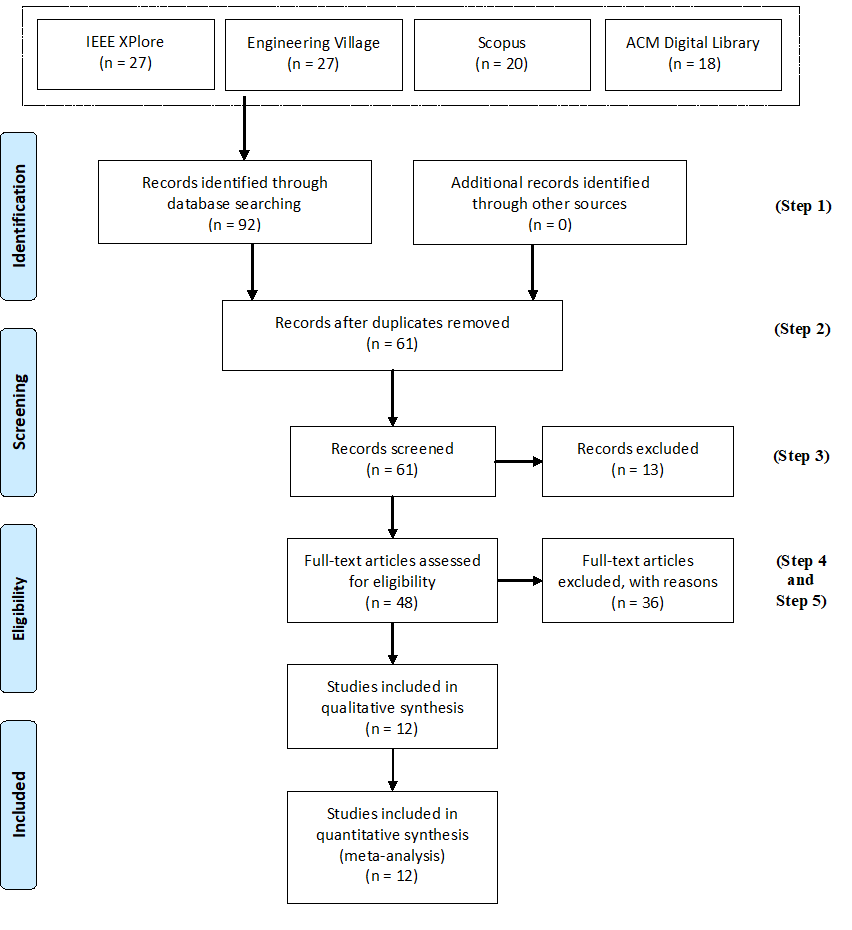 IEEE XPlore
(n = 27)
Engineering Village
(n = 27)
Scopus
(n = 20)
ACM Digital Library
(n = 18)
Identification
Records identified through
database searching
(n = 92)
Additional records identified
through other sources
(n = 0)
(Step 1)
Records after duplicates removed
(n = 61)
(Step 2)
Screening
Records screened
(n = 61)
Records excluded
(n = 13)
(Step 3)
Eligibility
Full-text articles assessed
for eligibility
(n = 48)
Full-text articles
excluded, with reasons
(n = 36)
(Step 4
and
Step 5)
Studies included in
qualitative synthesis
(n = 12)
Included
Studies included in
quantitative synthesis
(meta-analysis)
(n = 12)